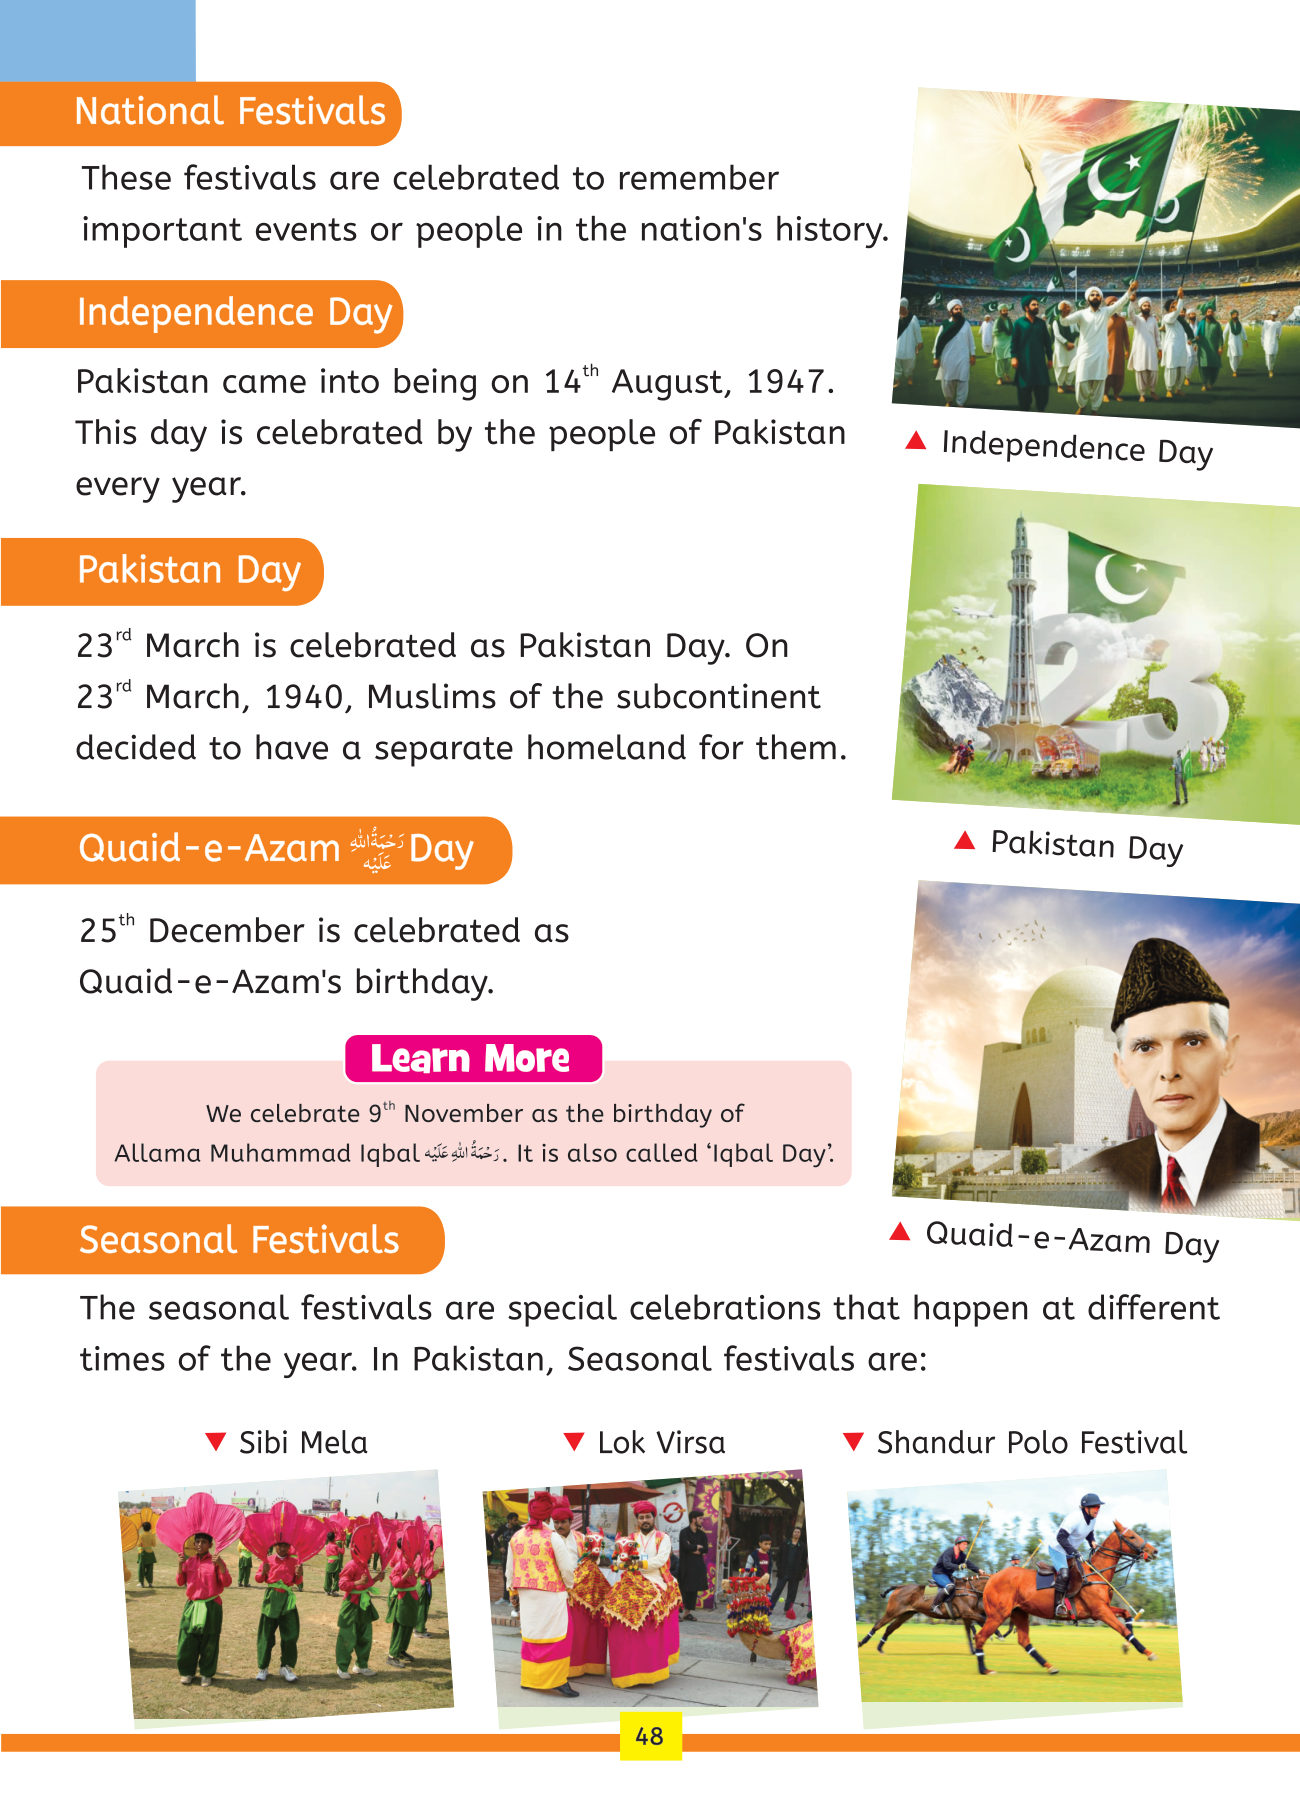 National Festivals
These festivals are celebrated to remember
important events or people in the nation's history.
Independence Day
Pakistan came into being on 14th August, 1947.
This day is celebrated by the people of Pakistan
every year.
▲ Independence Day
Pakistan Day
23rd March is celebrated as Pakistan Day. On
23rd March, 1940, Muslims of the subcontinent
decided to have a separate homeland for them.
23
▲ Pakistan Day
Quaid-e-Azam رَحْمَةُ اللهِ عَلَيْه Day
25th December is celebrated as
Quaid-e-Azam's birthday.
Learn More
We celebrate 9th November as the birthday of
Allama Muhammad Iqbal رَحْمَةُ اللهِ عَلَيْه. It is also called ‘Iqbal Day’.
▲ Quaid-e-Azam Day
Seasonal Festivals
The seasonal festivals are special celebrations that happen at different
times of the year. In Pakistan, Seasonal festivals are:
▼ Sibi Mela
▼ Lok Virsa
▼ Shandur Polo Festival
48